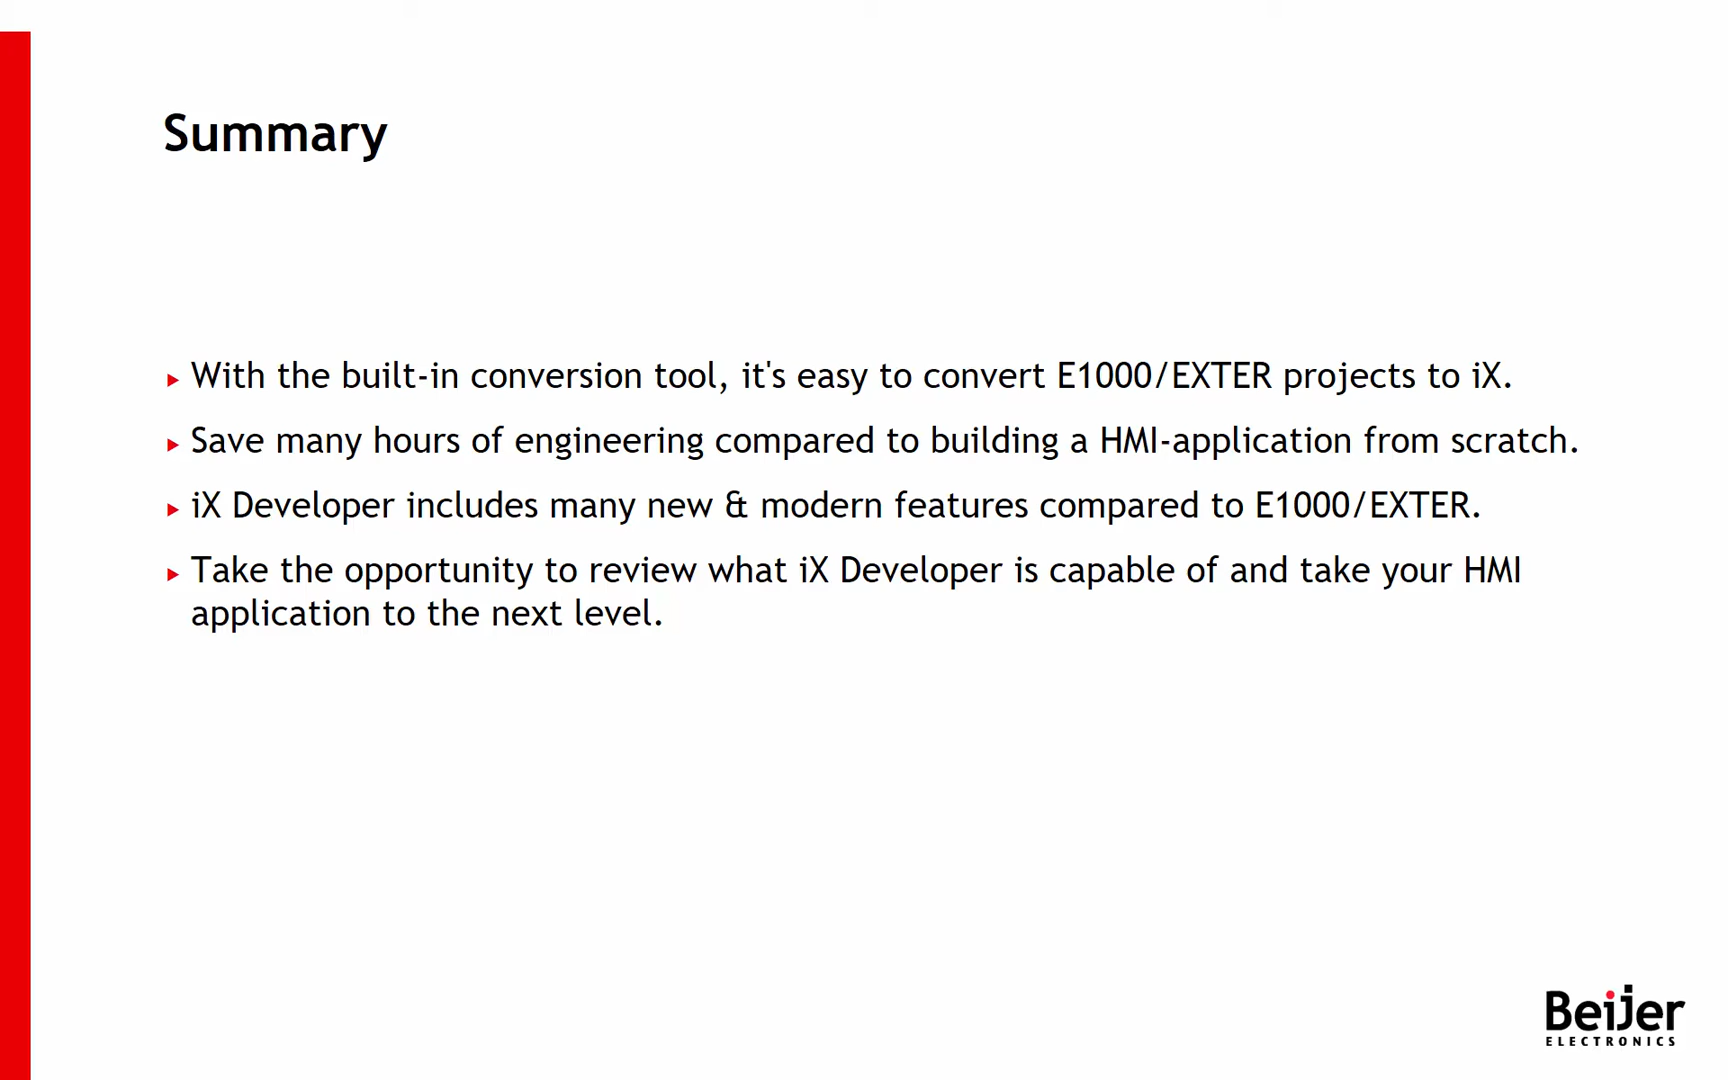 Summary
With the built-in conversion tool, it's easy to convert E1000/EXTER projects to iX.
Save many hours of engineering compared to building a HMI-application from scratch.
iX Developer includes many new & modern features compared to E1000/EXTER.
Take the opportunity to review what iX Developer is capable of and take your HMI
application to the next level.
Beijer
ELECTRONICS